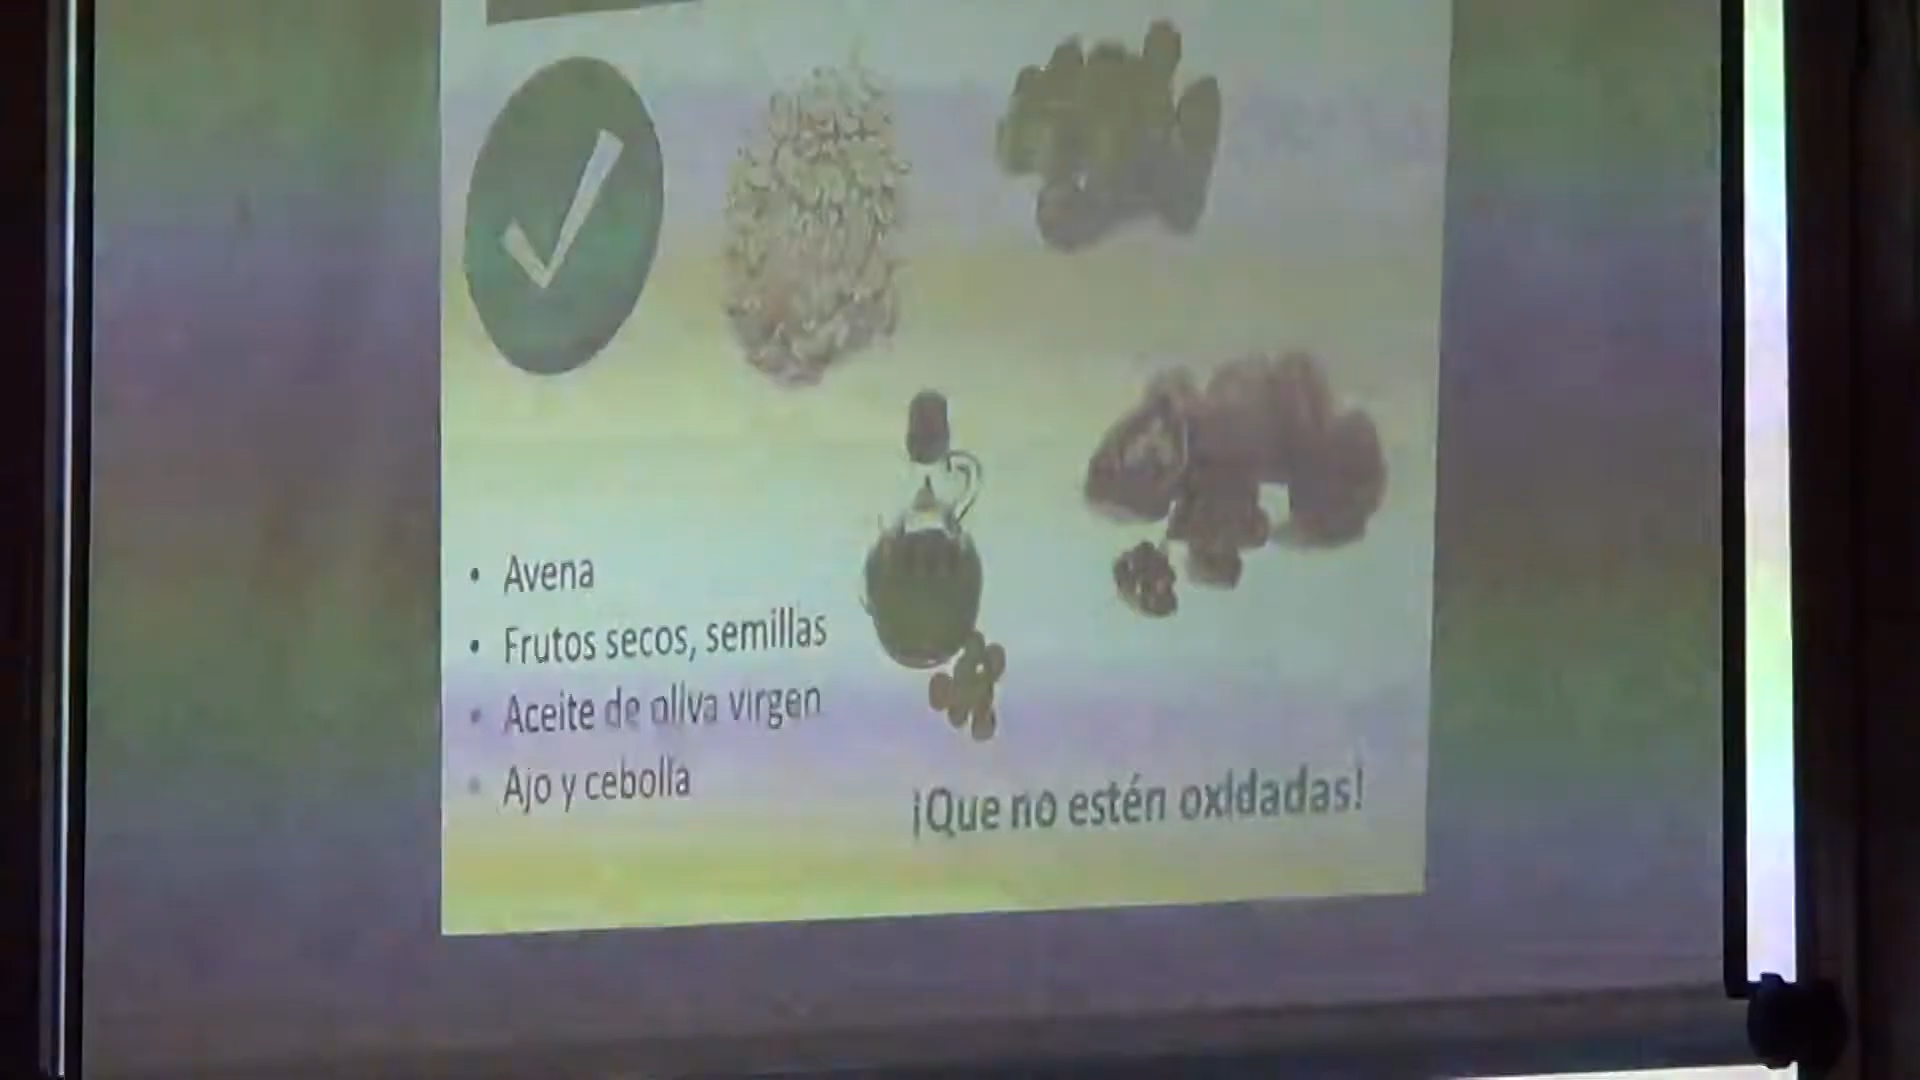 • Avena
• Frutos secos, semillas
• Aceite de oliva virgen
• Ajo y cebolla
¡Que no estén oxidadas!